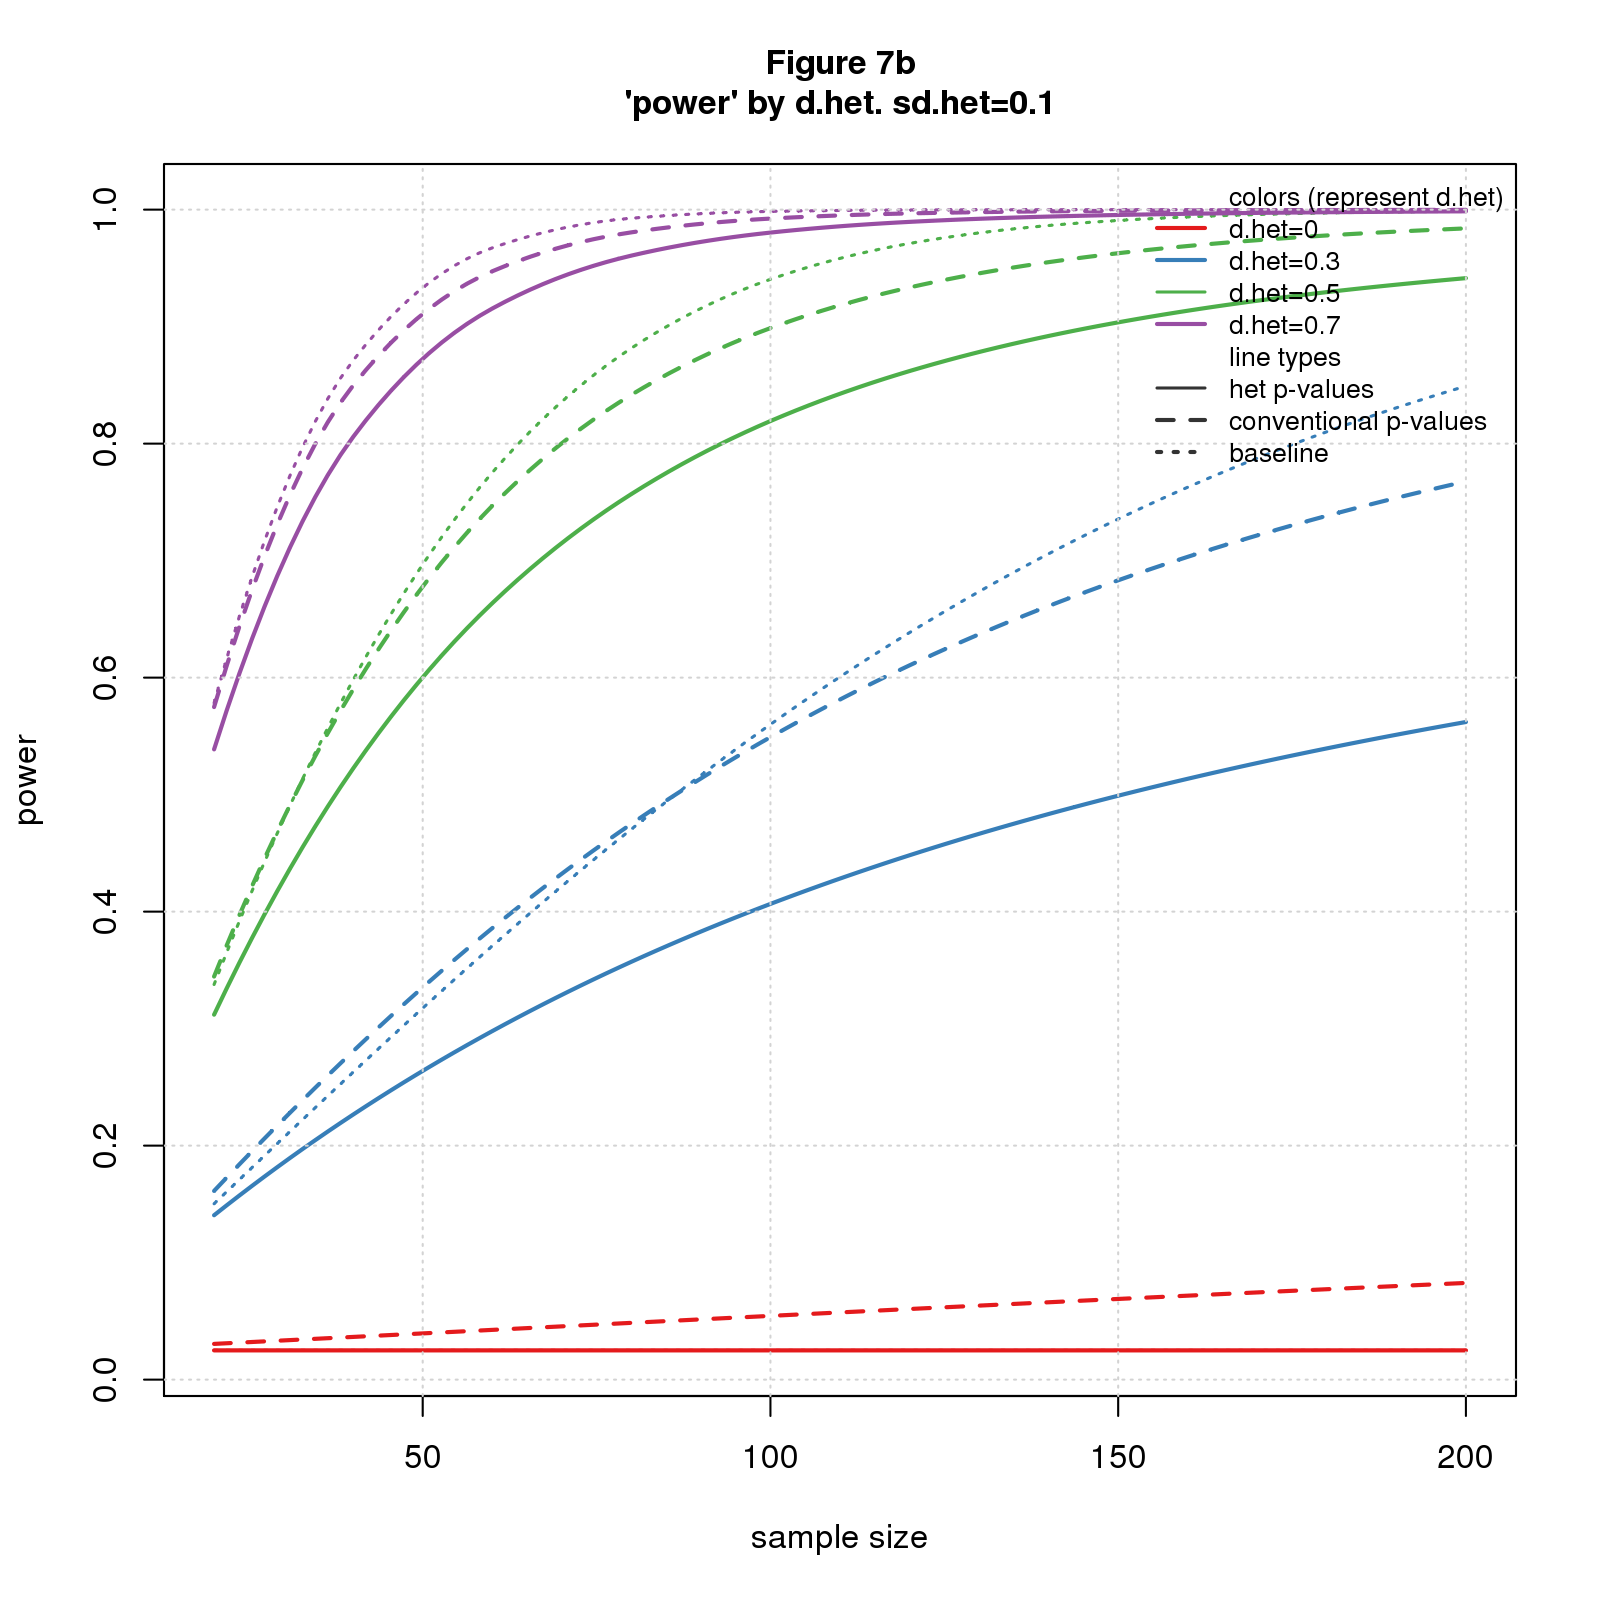 Figure 7b
'power' by d.het. sd.het=0.1
colors (represent d.het)
d.het=0
d.het=0.3
d.het=0.5
d.het=0.7
line types
het p-values
conventional p-values
baseline
power
1.0
0.8
0.6
0.4
0.2
0.0
50 100 150 200
sample size